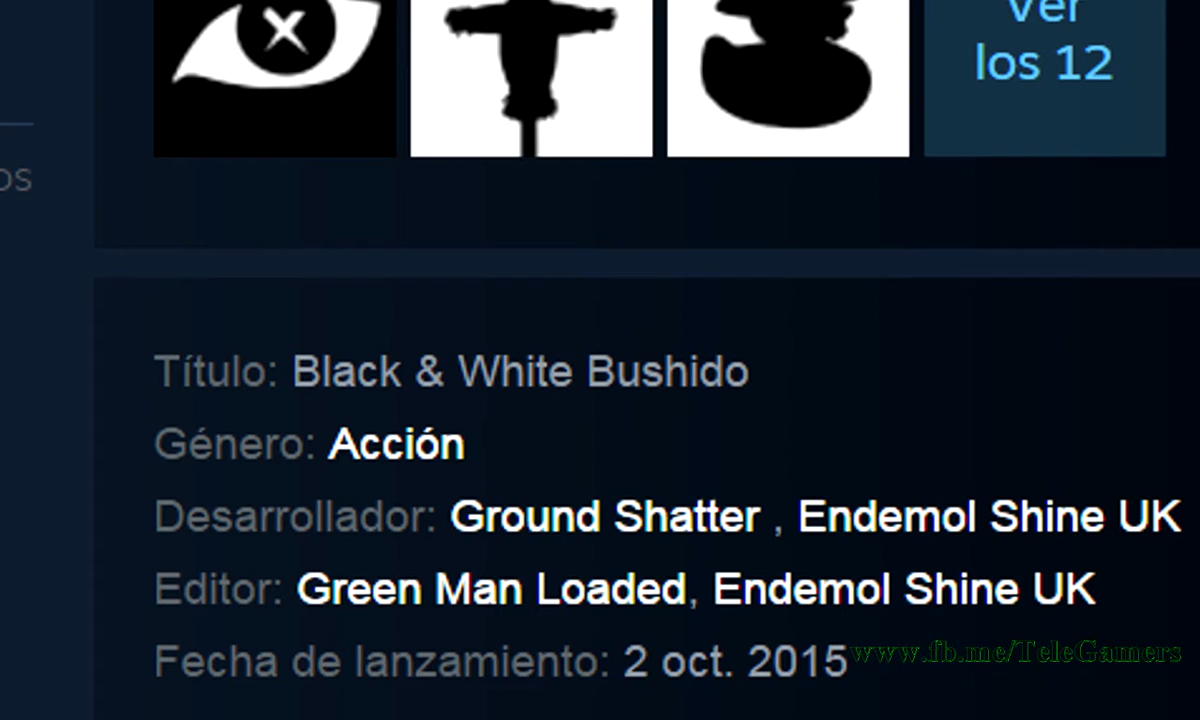 Ver
los 12
os
Título: Black & White Bushido
Género: Acción
Desarrollador: Ground Shatter , Endemol Shine UK
Editor: Green Man Loaded, Endemol Shine UK
Fecha de lanzamiento: 2 oct. 2015
www.fb.me/TeleGamers